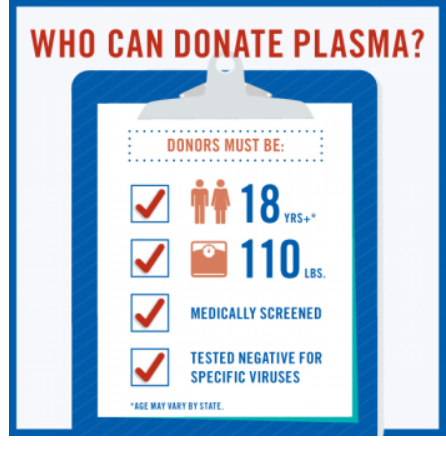 WHO CAN DONATE PLASMA?
DONORS MUST BE:
18 YRS+*
110 LBS.
MEDICALLY SCREENED
TESTED NEGATIVE FOR
SPECIFIC VIRUSES
*AGE MAY VARY BY STATE.